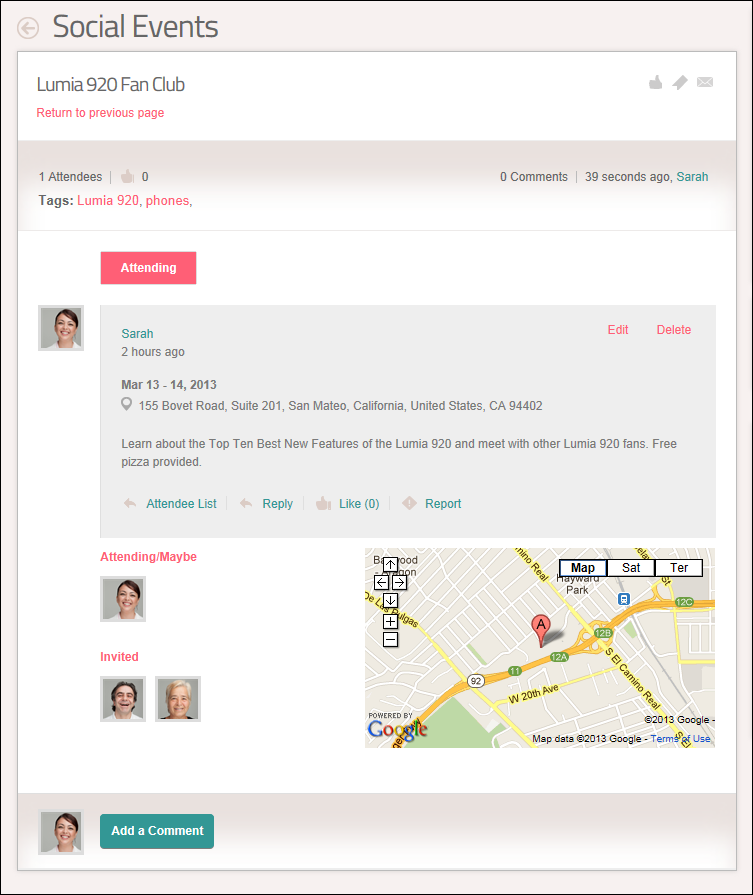 Social Events
Lumia 920 Fan Club
Return to previous page
1 Attendees | 0
0 Comments | 39 seconds ago, Sarah
Tags: Lumia 920, phones,
Attending
Sarah
Edit Delete
2 hours ago
Mar 13 - 14, 2013
155 Bovet Road, Suite 201, San Mateo, California, United States, CA 94402
Learn about the Top Ten Best New Features of the Lumia 920 and meet with other Lumia 920 fans. Free
pizza provided.
Attendee List Reply Like (0) Report
Attending/Maybe
Invited
Map Sat Ter
Real
Hayward
Park
De Las Pulgas
12C
A
12B
12A
11
92
S El Camino Real
W 20th Ave
S El Camino Real
POWERED BY
Google
©2013 Google -
Map data ©2013 Google - Terms of Use
Add a Comment